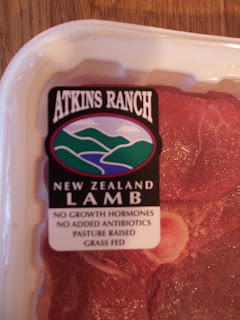 ATKINS RANCH
NEW ZEALAND
LAMB
NO GROWTH HORMONES
NO ADDED ANTIBIOTICS
PASTURE RAISED
GRASS FED